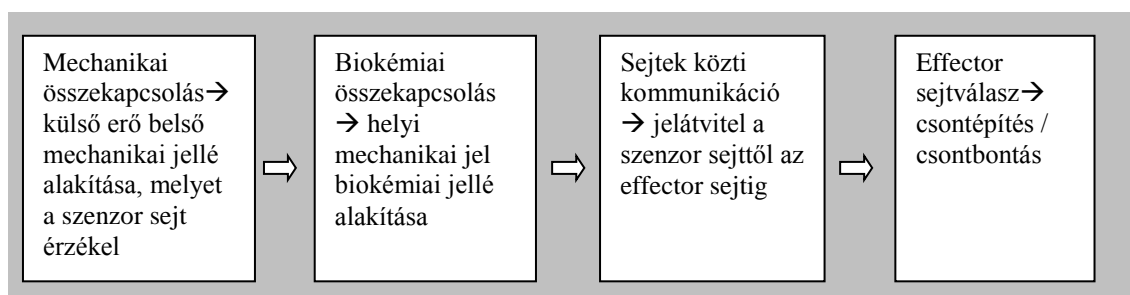 Mechanikai
összekapcsolás→
külső erő belső
mechanikai jellé
alakítása, melyet
a szenzor sejt
érzékel
Biokémiai
összekapcsolás
→ helyi
mechanikai jel
biokémiai jellé
alakítása
Sejtek közti
kommunikáció
→ jelátvitel a
szenzor sejttől az
effector sejtig
Effector
sejtválasz→
csontépítés /
csontbontás